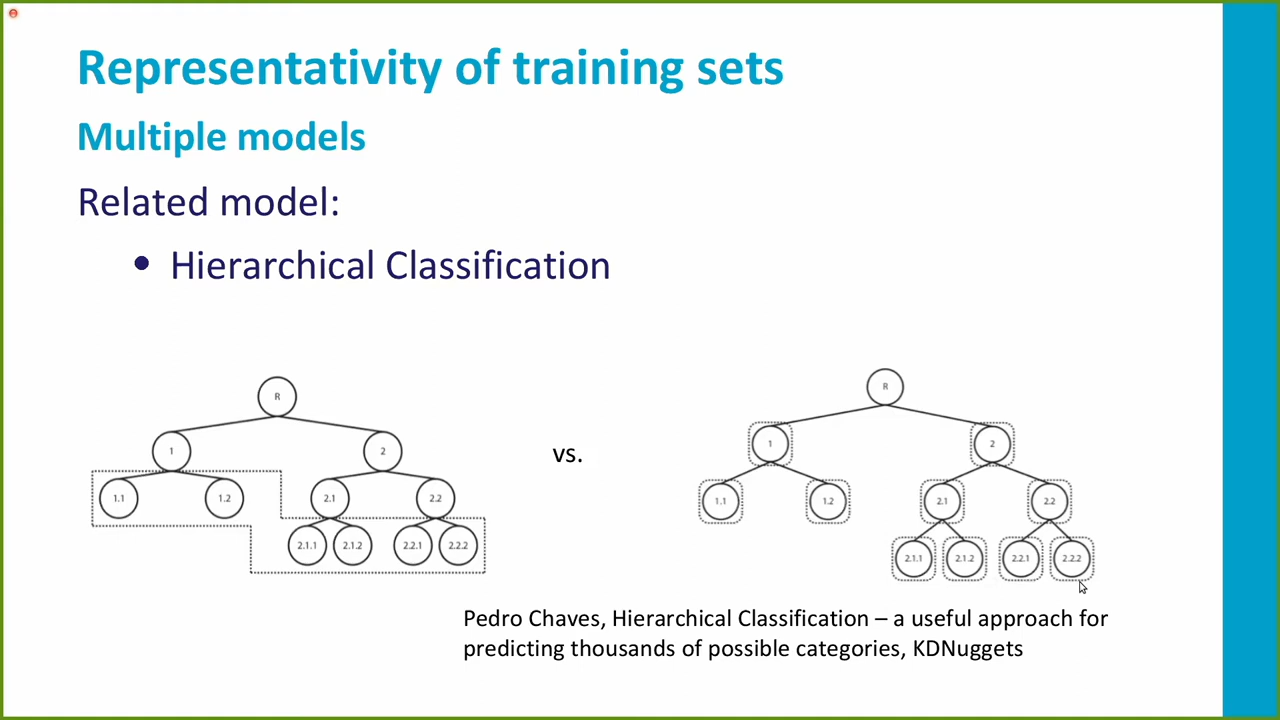 Representativity of training sets
Multiple models
Related model:
• Hierarchical Classification
R
1
2
1.1
1.2
2.1
2.2
2.1.1
2.1.2
2.2.1
2.2.2
vs.
R
1
2
1.1
1.2
2.1
2.2
2.1.1
2.1.2
2.2.1
2.2.2
Pedro Chaves, Hierarchical Classification – a useful approach for
predicting thousands of possible categories, KDNuggets